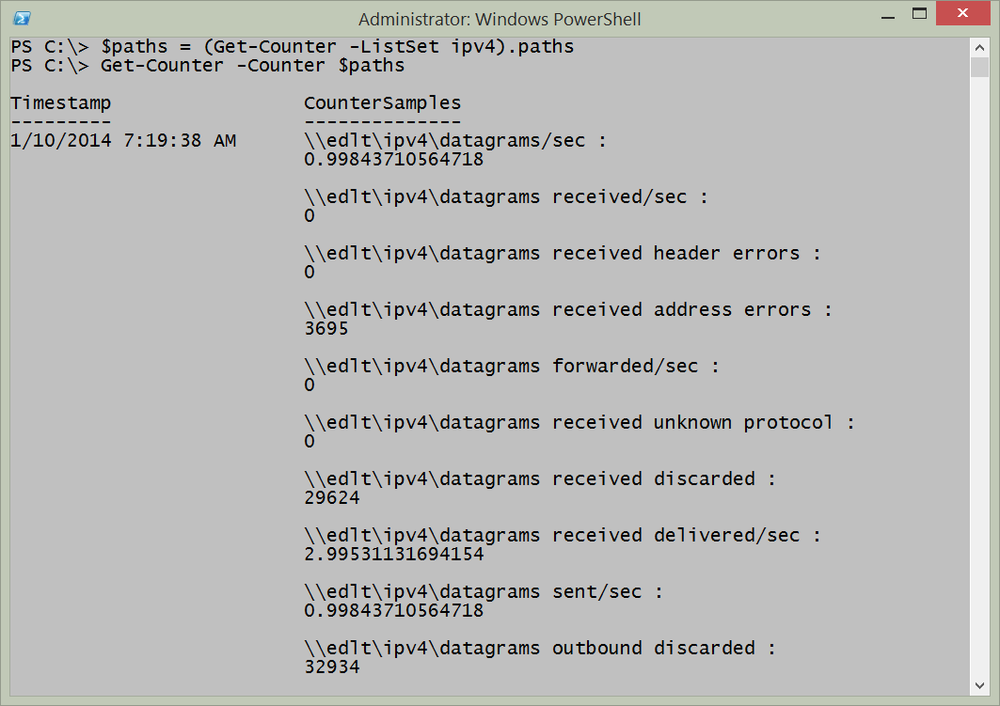 Administrator: Windows PowerShell
PS C:\> $paths = (Get-Counter -ListSet ipv4).paths
PS C:\> Get-Counter -Counter $paths
Timestamp CounterSamples
--------- --------------
1/10/2014 7:19:38 AM \\edlt\ipv4\datagrams/sec :
0.99843710564718
\\edlt\ipv4\datagrams received/sec :
0
\\edlt\ipv4\datagrams received header errors :
0
\\edlt\ipv4\datagrams received address errors :
3695
\\edlt\ipv4\datagrams forwarded/sec :
0
\\edlt\ipv4\datagrams received unknown protocol :
0
\\edlt\ipv4\datagrams received discarded :
29624
\\edlt\ipv4\datagrams received delivered/sec :
2.99531131694154
\\edlt\ipv4\datagrams sent/sec :
0.99843710564718
\\edlt\ipv4\datagrams outbound discarded :
32934